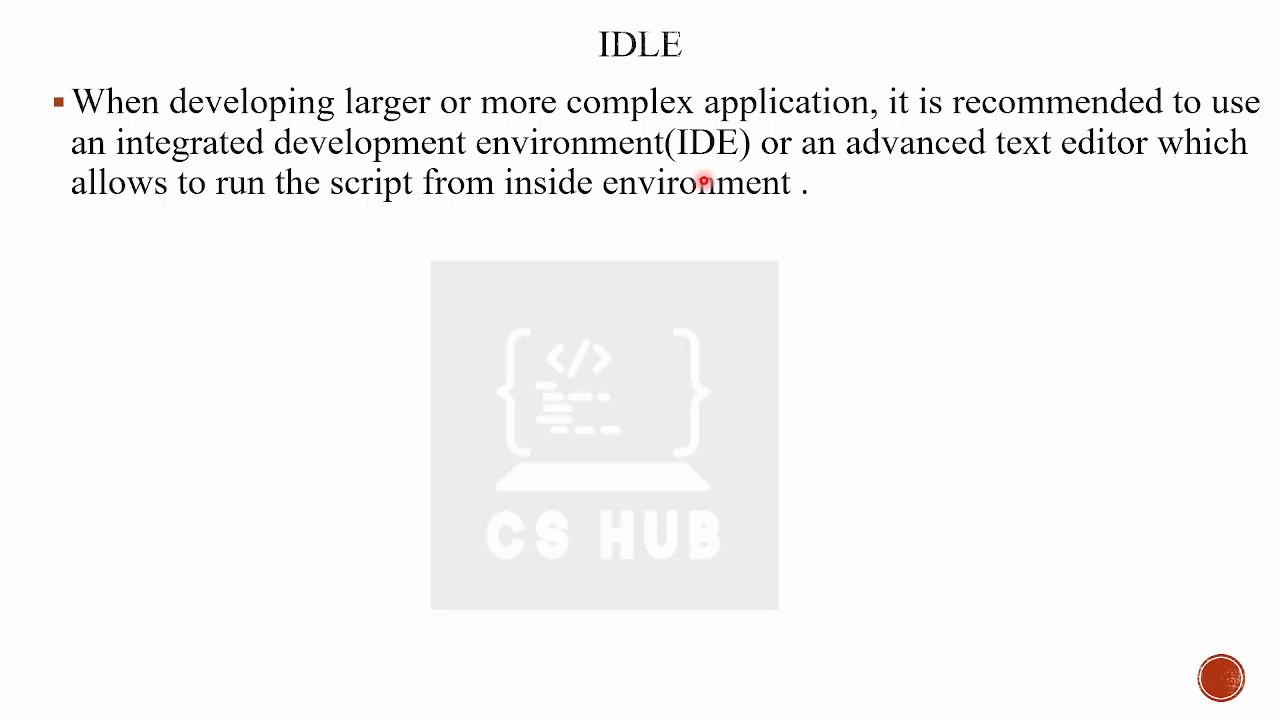 IDLE
When developing larger or more complex application, it is recommended to use
an integrated development environment(IDE) or an advanced text editor which
allows to run the script from inside environment .
</>
CS HUB